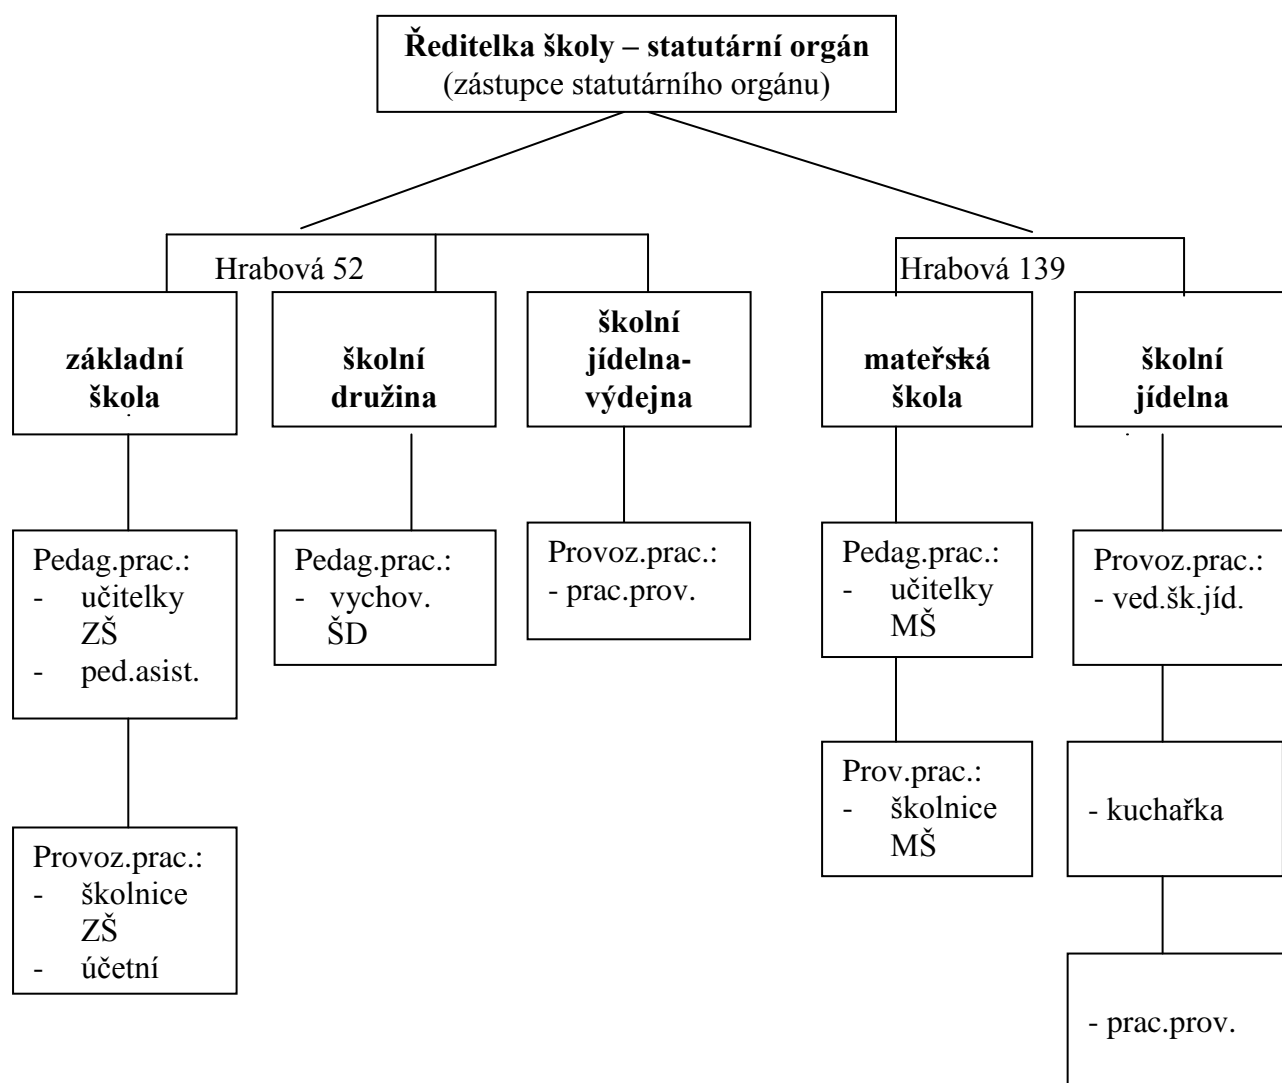 Ředitelka školy – statutární orgán
(zástupce statutárního orgánu)
Hrabová 52
Hrabová 139
základní
škola
školní
družina
školní
jídelna-
výdejna
mateřská
škola
školní
jídelna
Pedag.prac.:
- učitelky
ZŠ
- ped.asist.
Pedag.prac.:
- vychov.
ŠD
Provoz.prac.:
- prac.prov.
Pedag.prac.:
- učitelky
MŠ
Provoz.prac.:
- ved.šk.jíd.
Provoz.prac.:
- školnice
ZŠ
- účetní
Prov.prac.:
- školnice
MŠ
- kuchařka
- prac.prov.